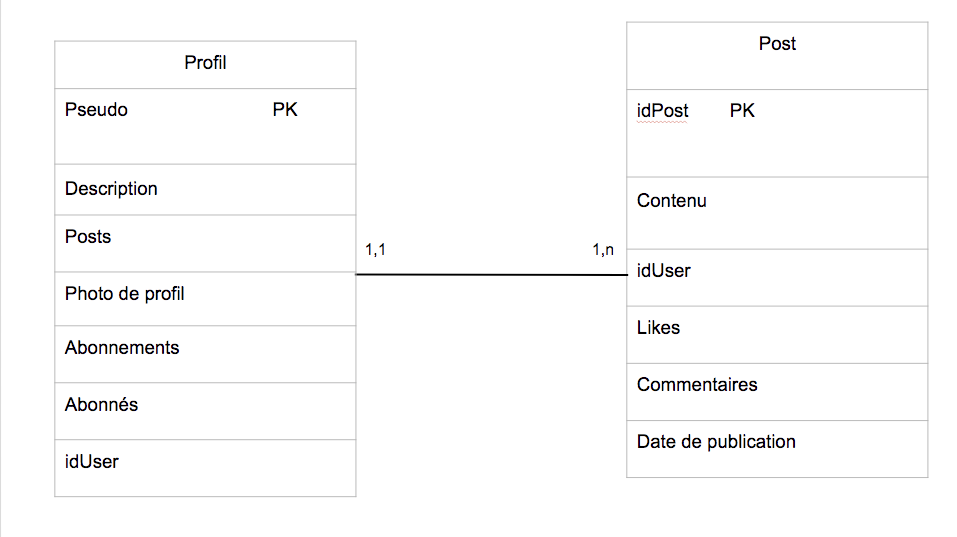 Profil
Pseudo PK
Description
Posts
Photo de profil
Abonnements
Abonnés
idUser
1,1
1,n
Post
idPost PK
Contenu
idUser
Likes
Commentaires
Date de publication